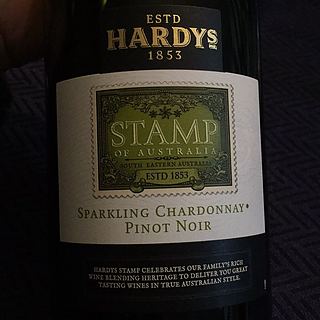 ESTD
HARDYS
1853
STAMP
OF AUSTRALIA
SOUTH EASTERN AUSTRALIA
ESTD 1853
SPARKLING CHARDONNAY•
PINOT NOIR
HARDYS STAMP CELEBRATES OUR FAMILY'S RICH
WINE BLENDING HERITAGE TO DELIVER YOU GREAT
TASTING WINES IN TRUE AUSTRALIAN STYLE.